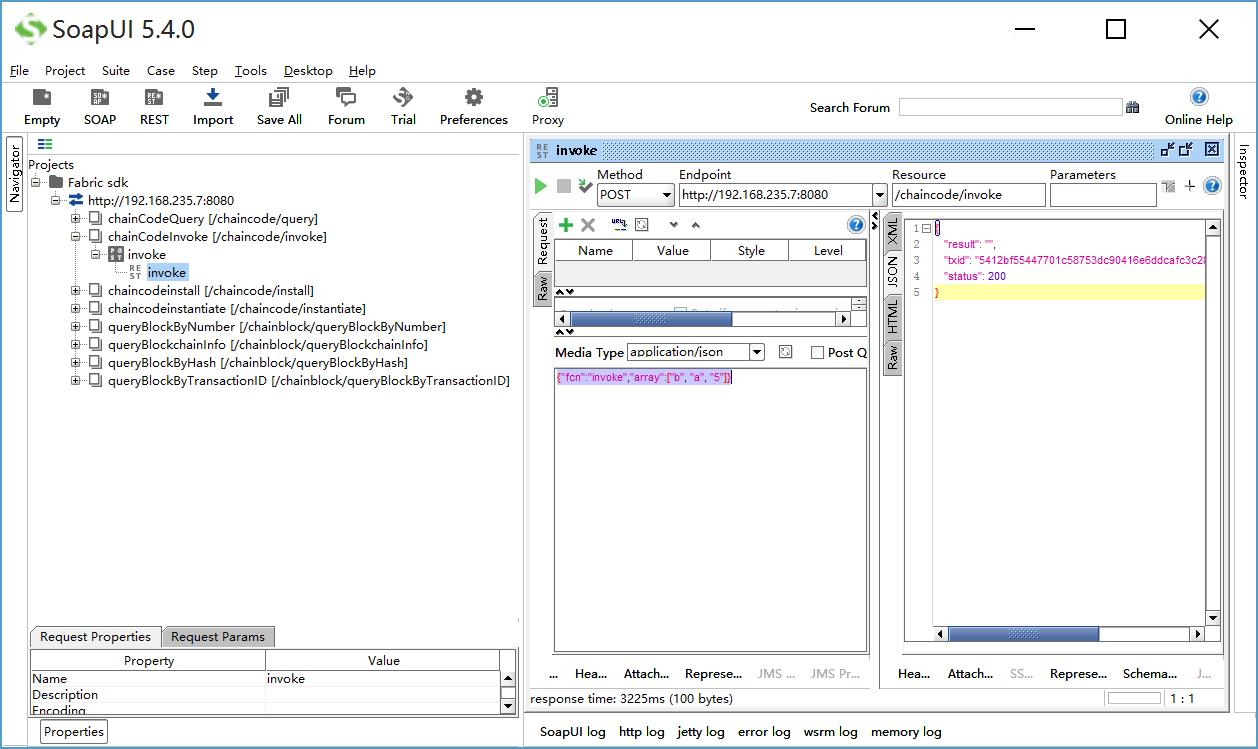 SoapUI 5.4.0
File Project Suite Case Step Tools Desktop Help
Empty SOAP REST Import Save All Forum Trial Preferences Proxy Search Forum Online Help
Navigator
Projects
Fabric sdk
http://192.168.235.7:8080
chainCodeQuery [/chaincode/query]
chainCodeInvoke [/chaincode/invoke]
invoke
invoke
chaincodeinstall [/chaincode/install]
chaincodeinstantiate [/chaincode/instantiate]
queryBlockByNumber [/chainblock/queryBlockByNumber]
queryBlockchainInfo [/chainblock/queryBlockchainInfo]
queryBlockByHash [/chainblock/queryBlockByHash]
queryBlockByTransactionID [/chainblock/queryBlockByTransactionID]
Request Properties Request Params
Property Value
Name invoke
Description
Encoding
Properties
invoke
Method Endpoint Resource Parameters
POST http://192.168.235.7:8080 /chaincode/invoke
Request
Raw
Name Value Style Level
Media Type application/json Post Q
{"fcn":"invoke","array":["b", "a", "5"]}
... Hea... Attach... Represe... JMS ... JMS Pr...
XML
JSON
HTML
Raw
1 {
2 "result": "",
3 "txid": "5412bf55447701c58753dc90416e6ddcafc3c28
4 "status": 200
5 }
Hea... Attach... SS... Represe... Schema... J...
response time: 3225ms (100 bytes) 1 : 1
SoapUI log http log jetty log error log wsrm log memory log
Inspector